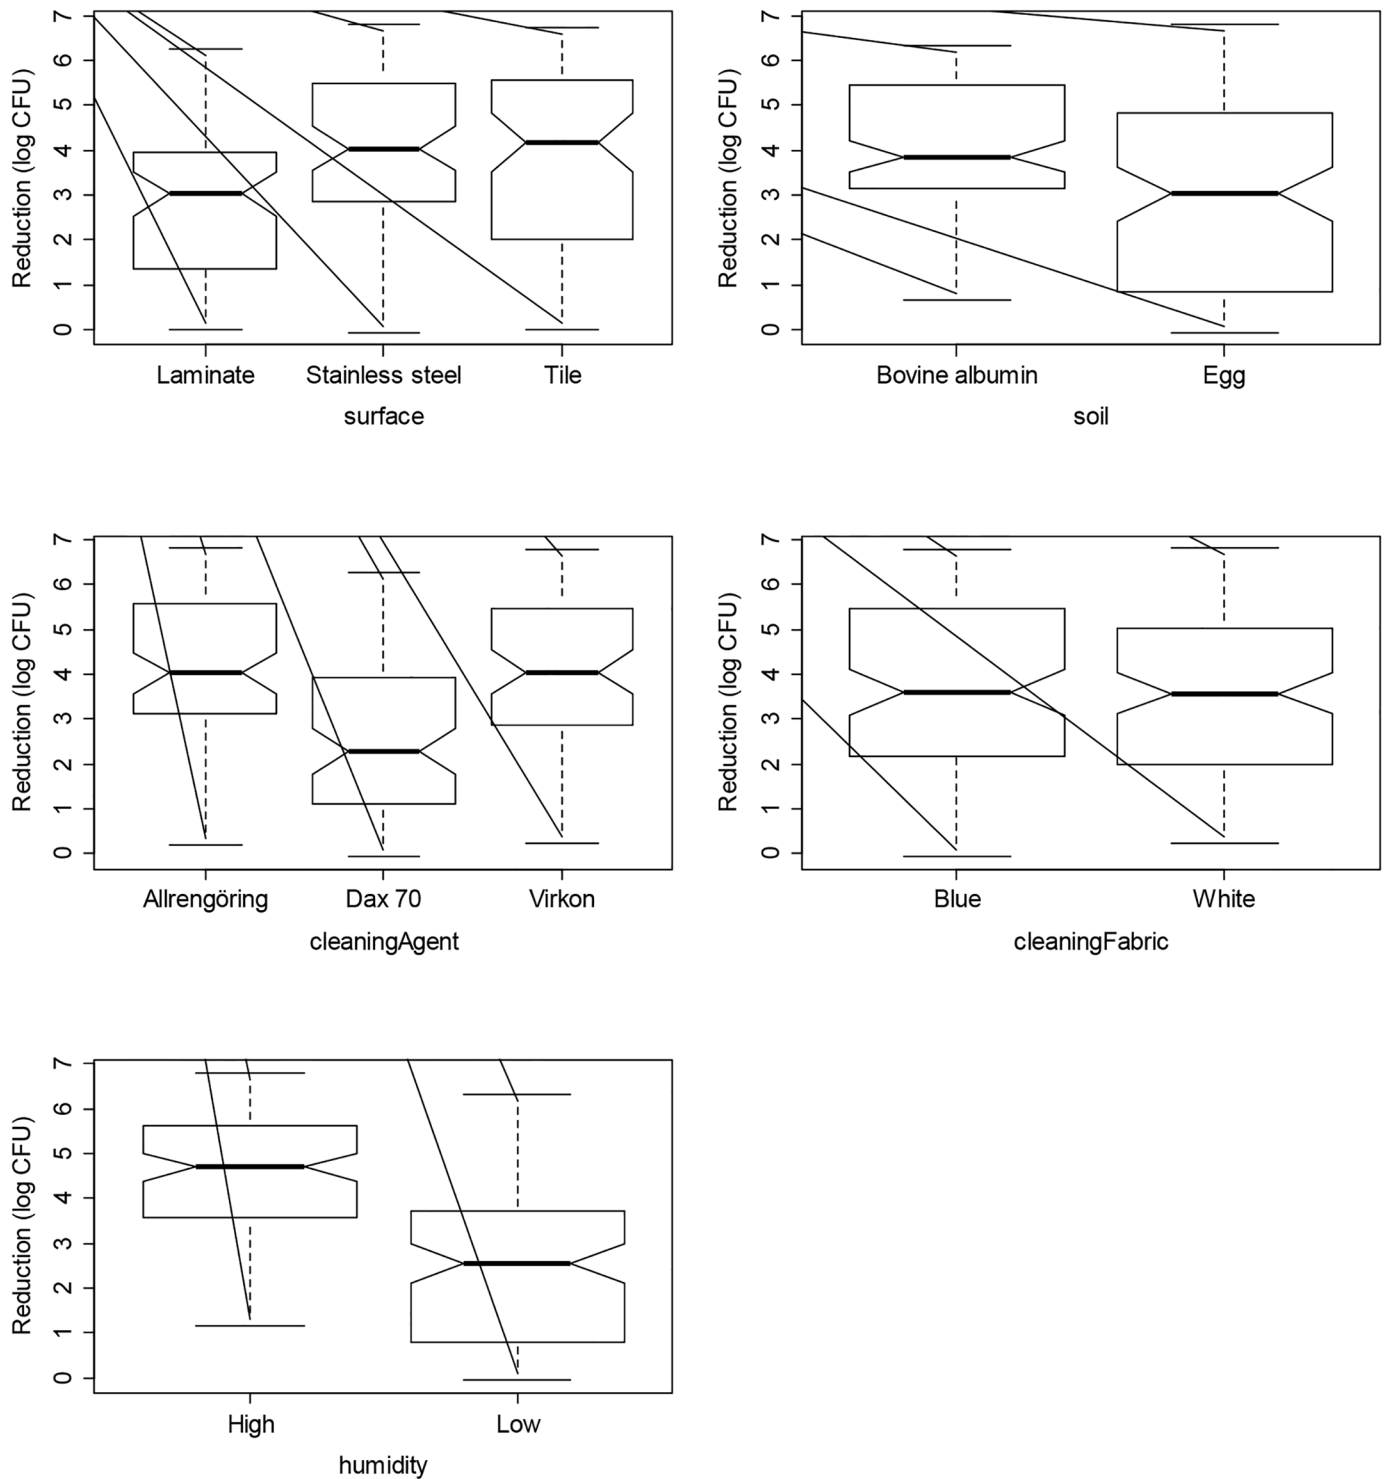 Reduction (log CFU)
7
6
5
4
3
2
1
0
Laminate Stainless steel Tile
surface
Reduction (log CFU)
7
6
5
4
3
2
1
0
Bovine albumin Egg
soil
Reduction (log CFU)
7
6
5
4
3
2
1
0
Allrengöring Dax 70 Virkon
cleaningAgent
Reduction (log CFU)
7
6
5
4
3
2
1
0
Blue White
cleaningFabric
Reduction (log CFU)
7
6
5
4
3
2
1
0
High Low
humidity